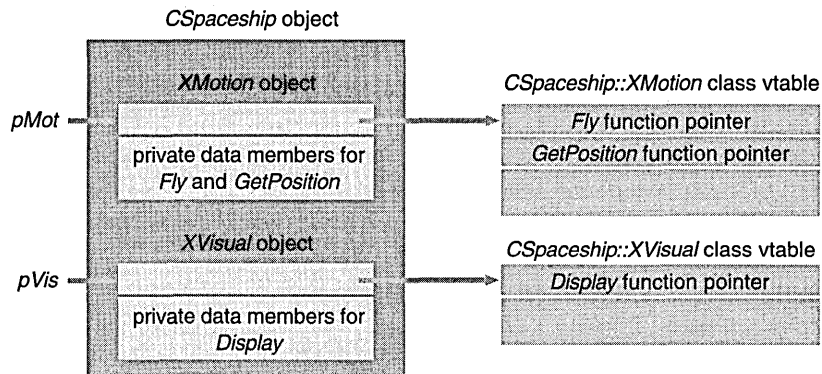 CSpaceship object
XMotion object
pMot
private data members for
Fly and GetPosition
CSpaceship::XMotion class vtable
Fly function pointer
GetPosition function pointer
XVisual object
pVis
private data members for
Display
CSpaceship::XVisual class vtable
Display function pointer